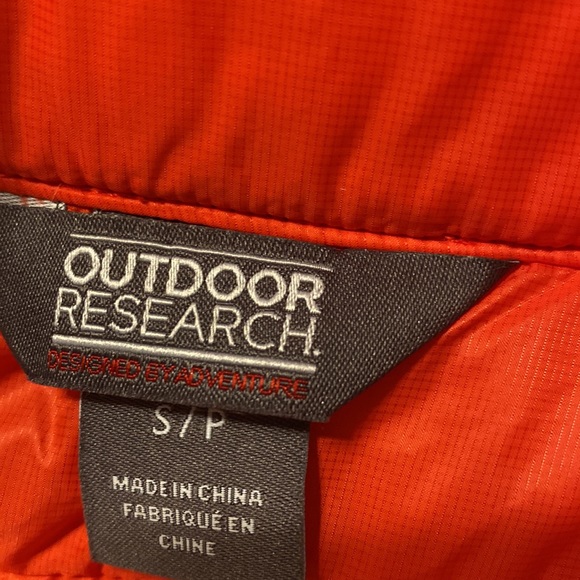 OUTDOOR
RESEARCH.
DESIGNED BY ADVENTURE
S/P
MADE IN CHINA
FABRIQUÉ EN
CHINE